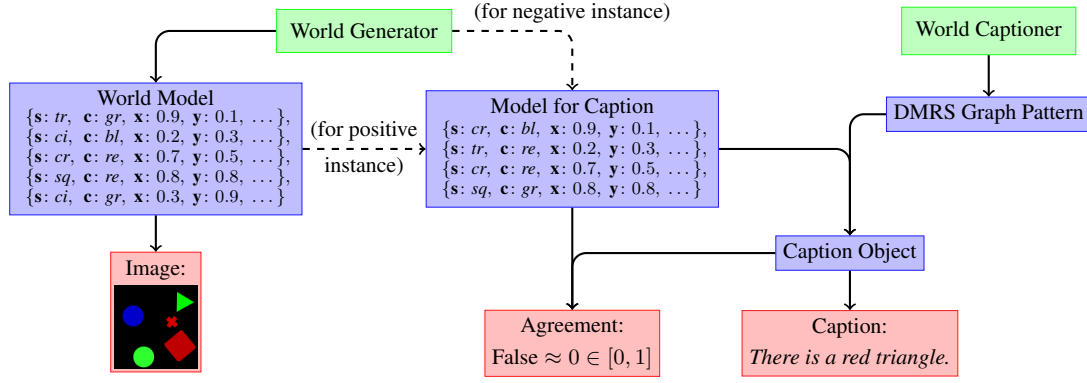 (for negative instance)
World Generator
World Captioner
World Model
{s: tr, c: gr, x: 0.9, y: 0.1, ...},
{s: ci, c: bl, x: 0.2, y: 0.3, ...},
{s: cr, c: re, x: 0.7, y: 0.5, ...},
{s: sq, c: re, x: 0.8, y: 0.8, ...},
{s: ci, c: gr, x: 0.3, y: 0.9, ...}
(for positive
instance)
Model for Caption
{s: cr, c: bl, x: 0.9, y: 0.1, ...},
{s: tr, c: re, x: 0.2, y: 0.3, ...},
{s: cr, c: re, x: 0.7, y: 0.5, ...},
{s: sq, c: gr, x: 0.8, y: 0.8, ...}
DMRS Graph Pattern
Caption Object
Image:
Agreement:
False ≈ 0 ∈ [0, 1]
Caption:
There is a red triangle.